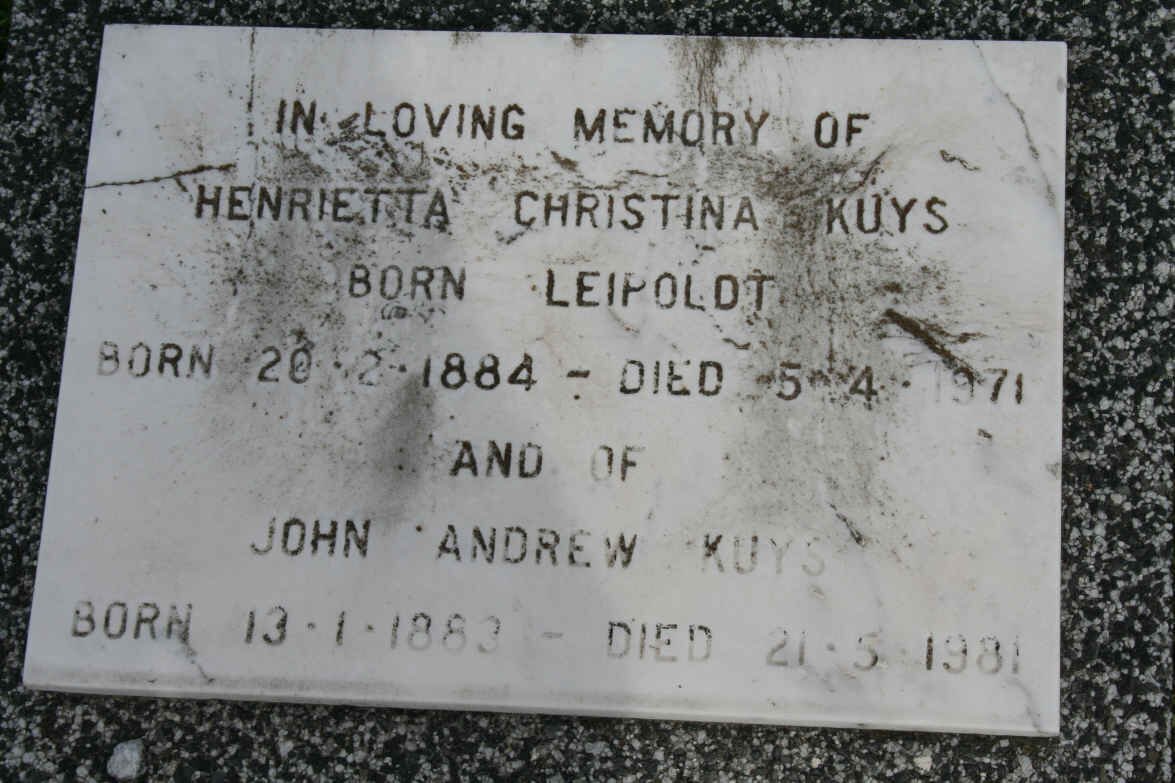 IN LOVING MEMORY OF
HENRIETTA CHRISTINA KUYS
BORN LEIPOLDT
BORN 20·2·1884 - DIED 5·4·1971
AND OF
JOHN ANDREW KUYS
BORN 13·1·1883 - DIED 21·5·1981